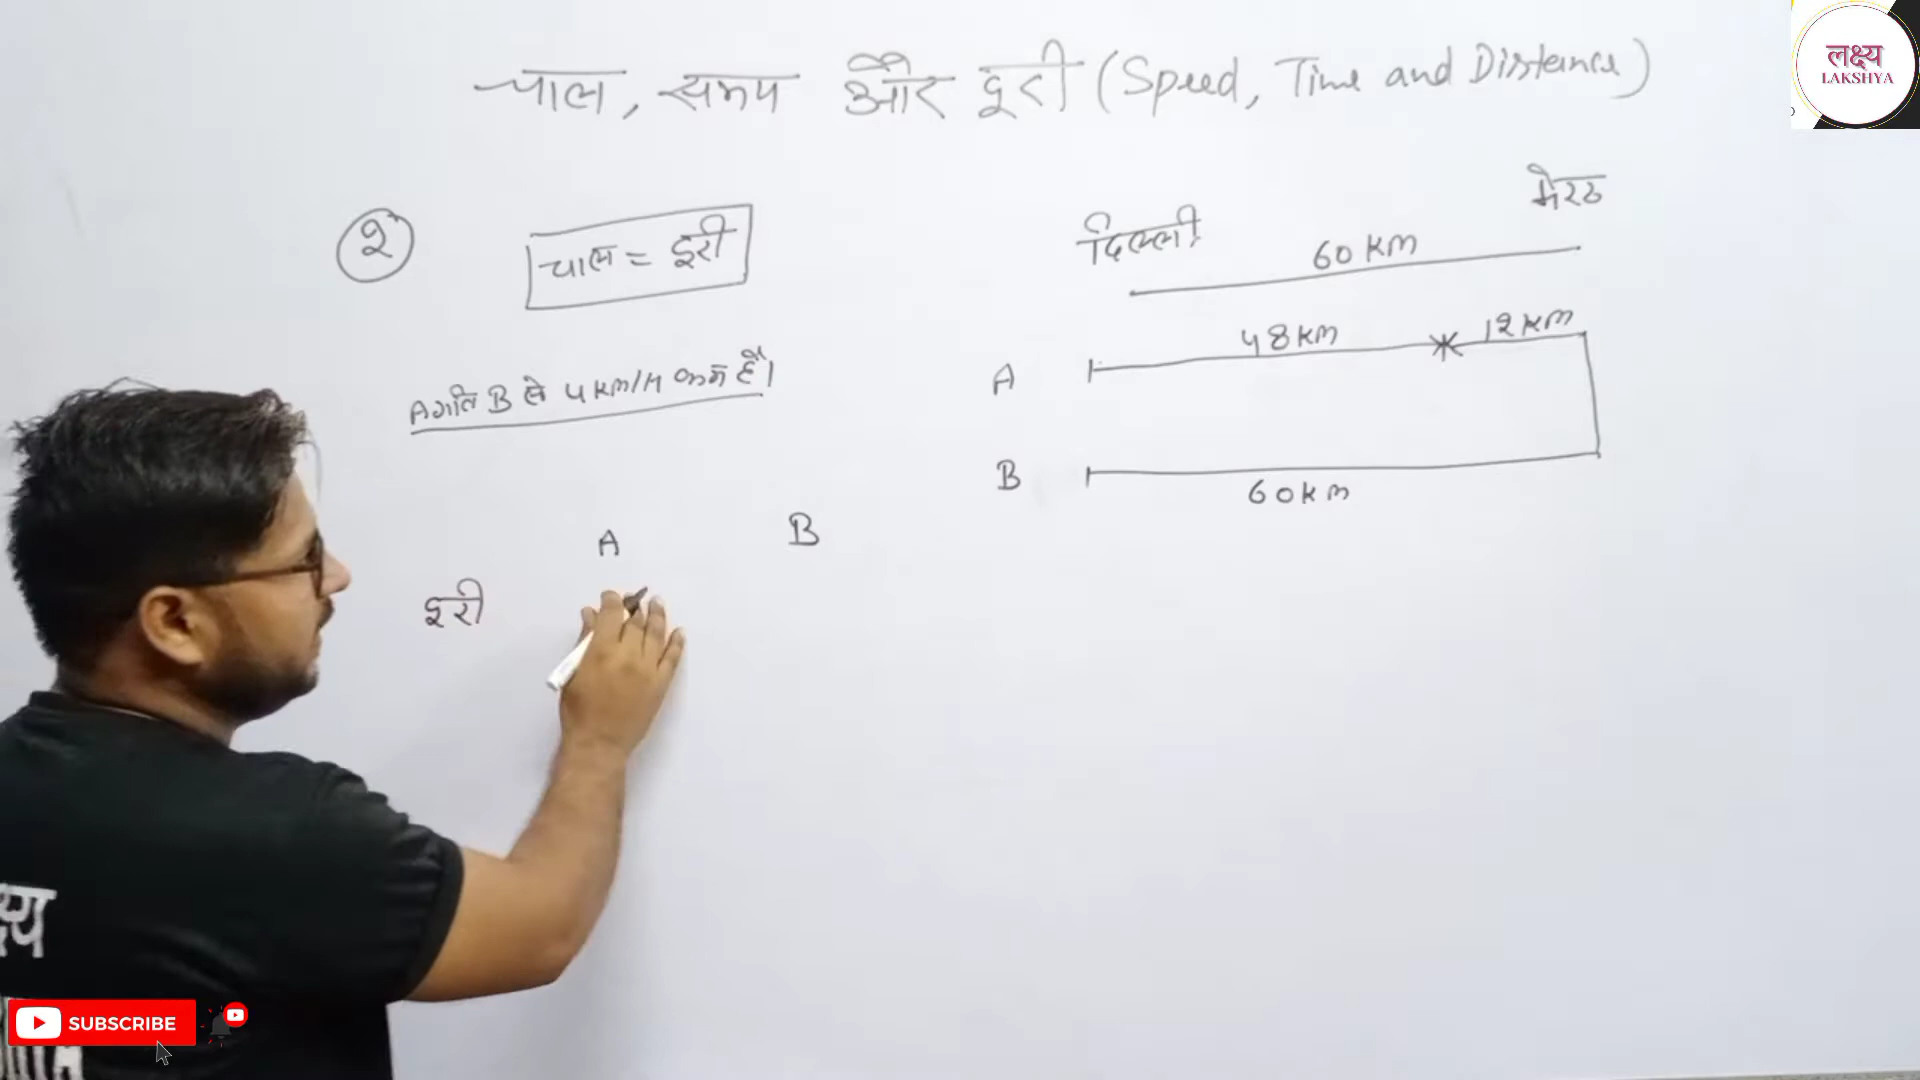 चाल, समय और दूरी (Speed, Time and Distance)
लक्ष्य
LAKSHYA
२
चाल = दूरी
दिल्ली
मेरठ
60 KM
A गति B से 4 KM/H कम है।
A
48 KM
12 KM
B
60 KM
A B
दूरी
SUBSCRIBE